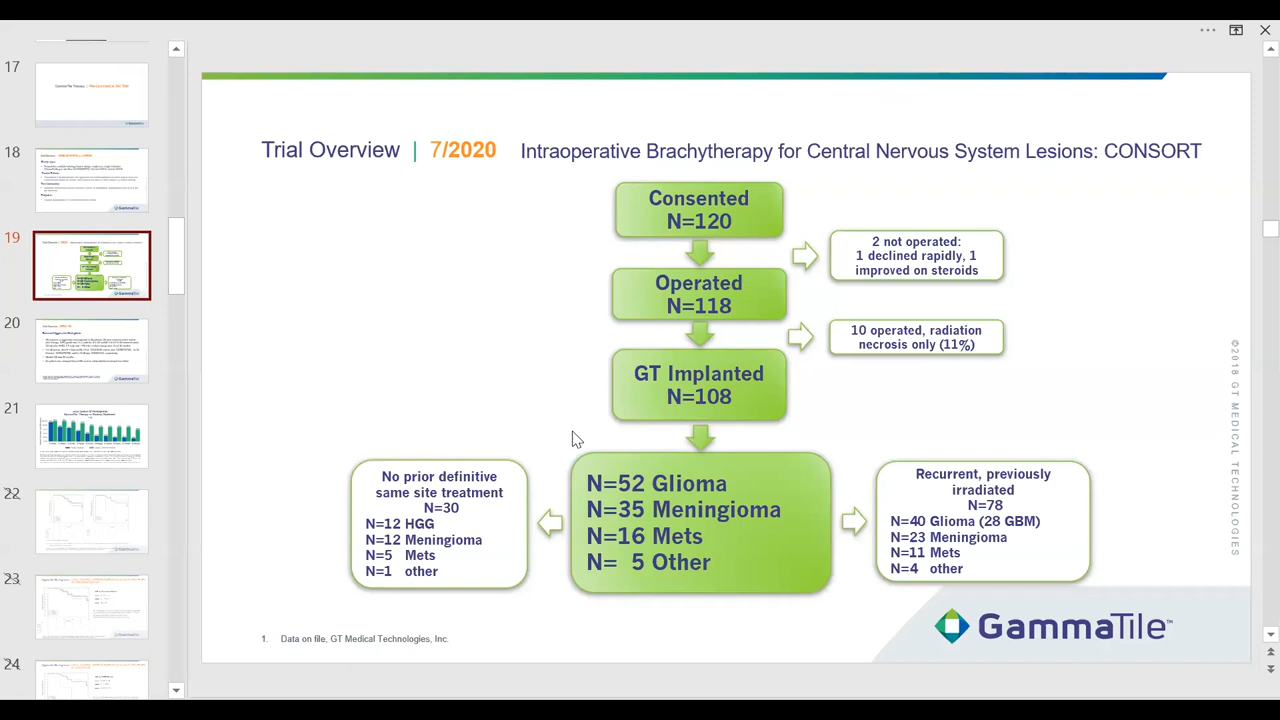 17
18
19
20
21
22
23
24
Trial Overview | 7/2020 Intraoperative Brachytherapy for Central Nervous System Lesions: CONSORT
Consented
N=120
2 not operated:
1 declined rapidly, 1
improved on steroids
Operated
N=118
10 operated, radiation
necrosis only (11%)
GT Implanted
N=108
No prior definitive
same site treatment
N=30
N=12 HGG
N=12 Meningioma
N=5 Mets
N=1 other
N=52 Glioma
N=35 Meningioma
N=16 Mets
N= 5 Other
Recurrent, previously
irradiated
N=78
N=40 Glioma (28 GBM)
N=23 Meningioma
N=11 Mets
N=4 other
©2018 GT MEDICAL TECHNOLOGIES
GammaTile™
1. Data on file, GT Medical Technologies, Inc.